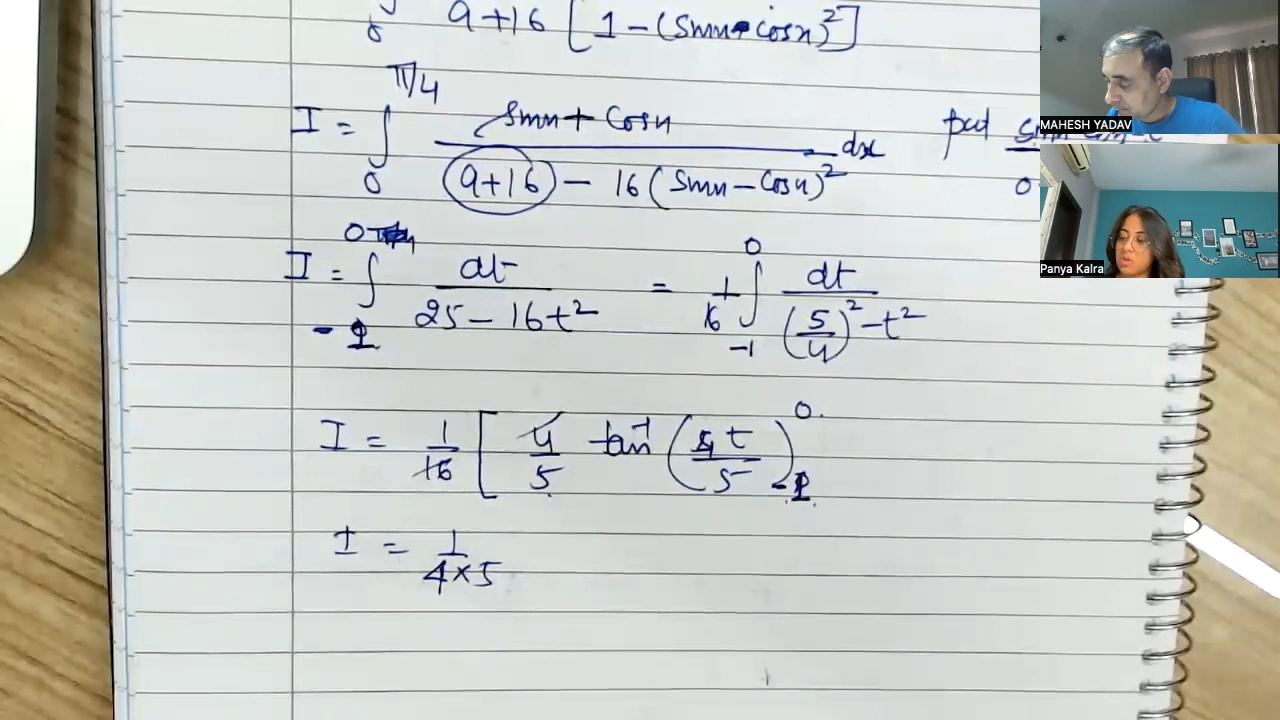 0 9+16 [1-(sinx-cosx)²]
π/4
I = ∫ sinx + cosx dx put
0 (9+16) - 16(sinx-cosx)² 0
MAHESH YADAV
0
I = ∫ dt / 25-16t² = 1/16 ∫ dt / (5/4)²-t²
-1 -1 0
Panya Kalra
I = 1/16 [ 4/5 tan⁻¹ (4t/5) 0 -1
I = 1/4×5